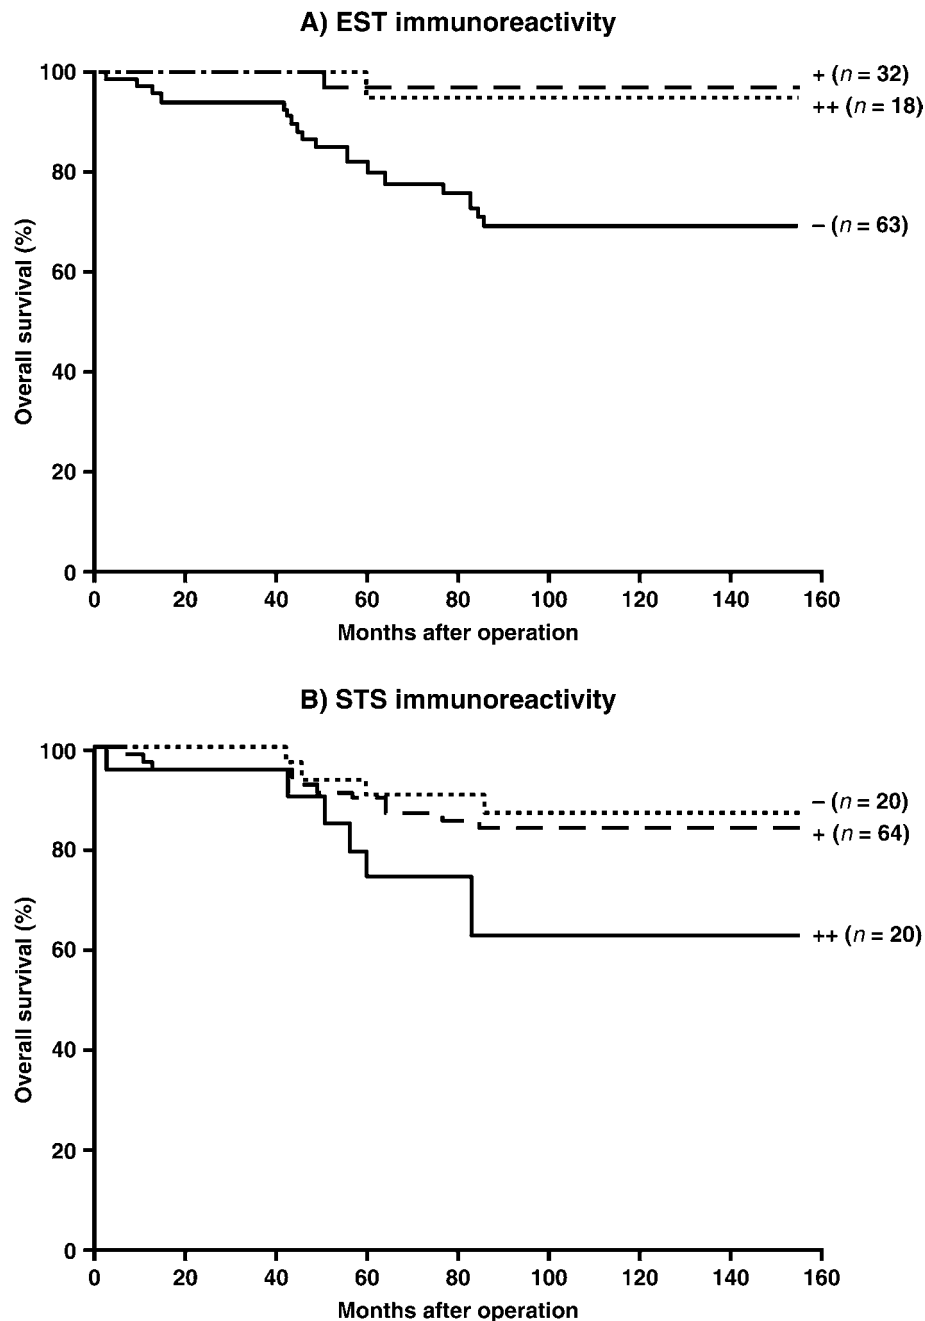 A) EST immunoreactivity
100
80
60
40
20
0
Overall survival (%)
+ (n = 32)
++ (n = 18)
– (n = 63)
0 20 40 60 80 100 120 140 160
Months after operation
B) STS immunoreactivity
100
80
60
40
20
0
Overall survival (%)
– (n = 20)
+ (n = 64)
++ (n = 20)
0 20 40 60 80 100 120 140 160
Months after operation